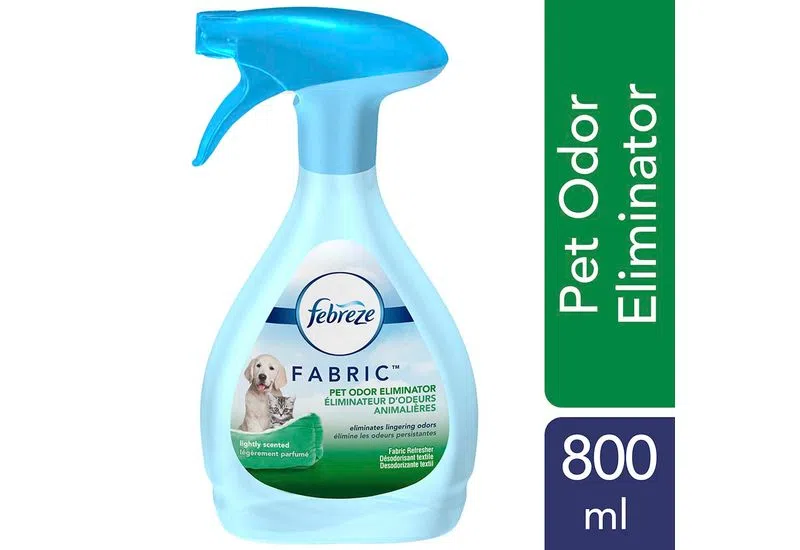 febreze
FABRIC™
PET ODOR ELIMINATOR
ÉLIMINATEUR D'ODEURS
ANIMALIÈRES
eliminates lingering odors
élimine les odeurs persistantes
lightly scented
légèrement parfumé
Fabric Refresher
Désodorisant textile
Desodorizante textil
Pet Odor
Eliminator
800
ml